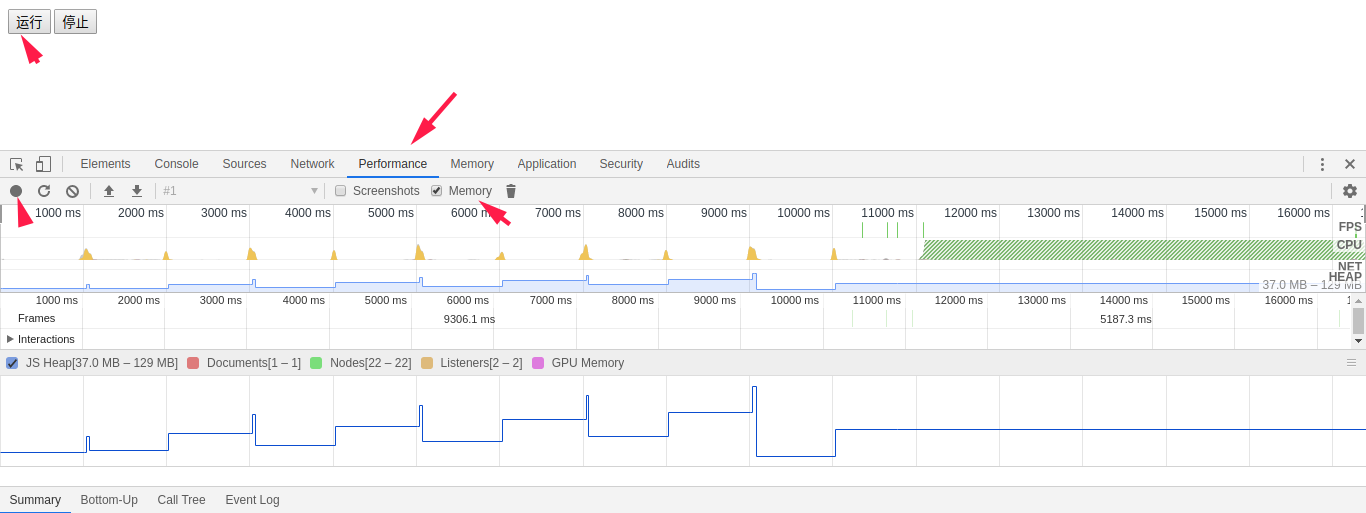 运行 停止
Elements Console Sources Network Performance Memory Application Security Audits
#1 Screenshots Memory
1000 ms 2000 ms 3000 ms 4000 ms 5000 ms 6000 ms 7000 ms 8000 ms 9000 ms 10000 ms 11000 ms 12000 ms 13000 ms 14000 ms 15000 ms 16000 ms
FPS
CPU
NET
HEAP
37.0 MB – 129 MB
1000 ms 2000 ms 3000 ms 4000 ms 5000 ms 6000 ms 7000 ms 8000 ms 9000 ms 10000 ms 11000 ms 12000 ms 13000 ms 14000 ms 15000 ms 16000 ms
Frames 9306.1 ms 5187.3 ms
Interactions
JS Heap[37.0 MB – 129 MB] Documents[1 – 1] Nodes[22 – 22] Listeners[2 – 2] GPU Memory
Summary Bottom-Up Call Tree Event Log